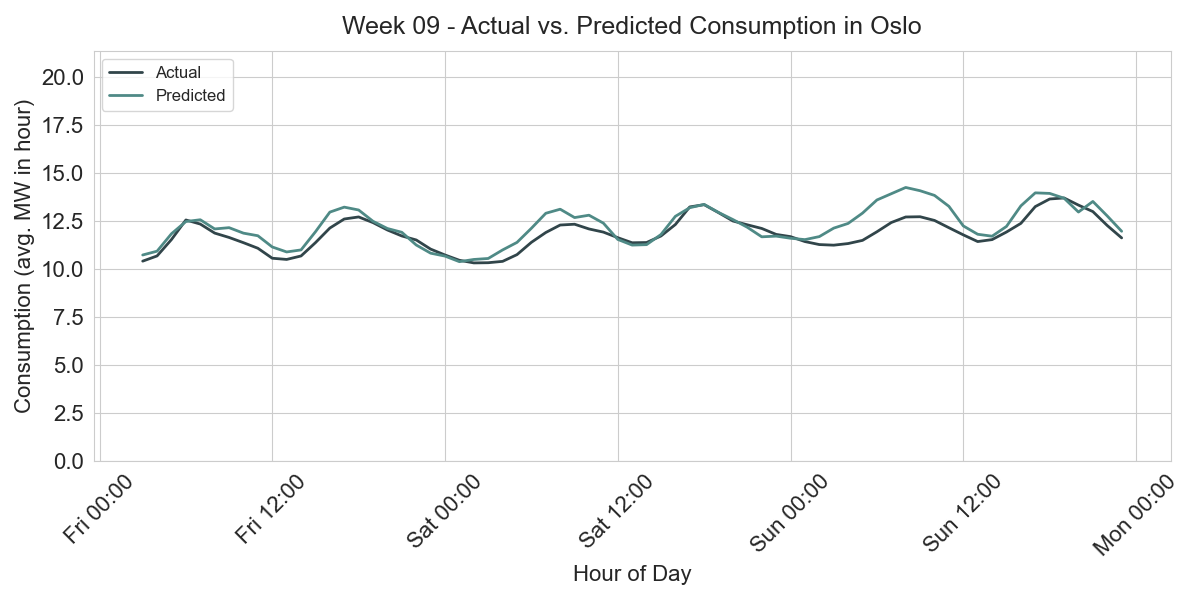 Week 09 - Actual vs. Predicted Consumption in Oslo
Actual
Predicted
Consumption (avg. MW in hour)
20.0
17.5
15.0
12.5
10.0
7.5
5.0
2.5
0.0
Fri 00:00
Fri 12:00
Sat 00:00
Sat 12:00
Sun 00:00
Sun 12:00
Mon 00:00
Hour of Day